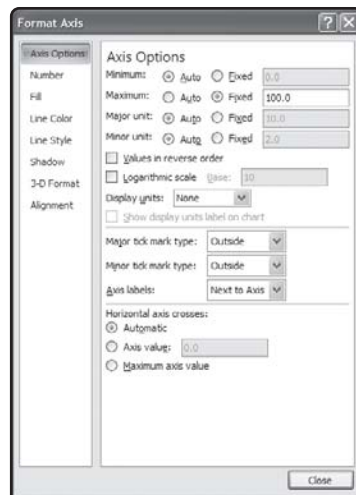 Format Axis
Axis Options
Number
Fill
Line Color
Line Style
Shadow
3-D Format
Alignment
Axis Options
Minimum: Auto Fixed 0.0
Maximum: Auto Fixed 100.0
Major unit: Auto Fixed 10.0
Minor unit: Auto Fixed 2.0
Values in reverse order
Logarithmic scale Base: 10
Display units: None
Show display units label on chart
Major tick mark type: Outside
Minor tick mark type: Outside
Axis labels: Next to Axis
Horizontal axis crosses:
Automatic
Axis value: 0.0
Maximum axis value
Close